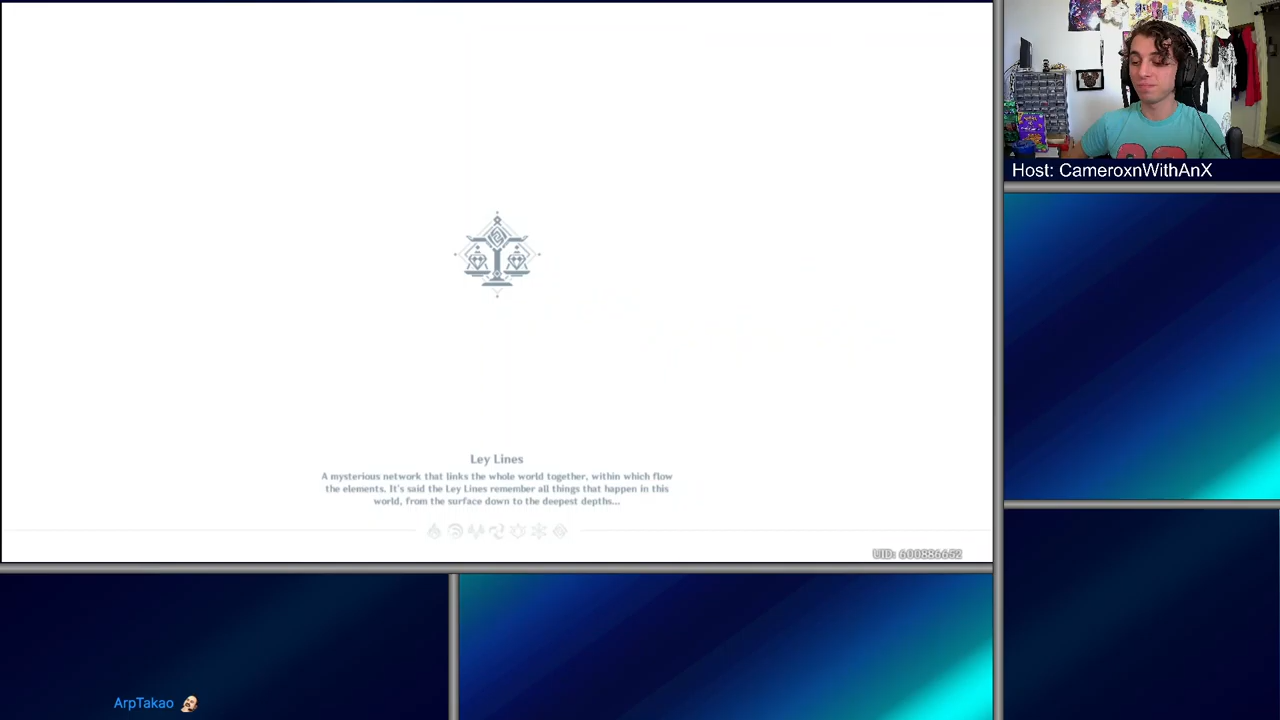 Host: CameroxnWithAnX
Ley Lines
A mysterious network that links the whole world together, within which flow
the elements. It's said the Ley Lines remember all things that happen in this
world, from the surface down to the deepest depths...
UID: 600886652
ArpTakao